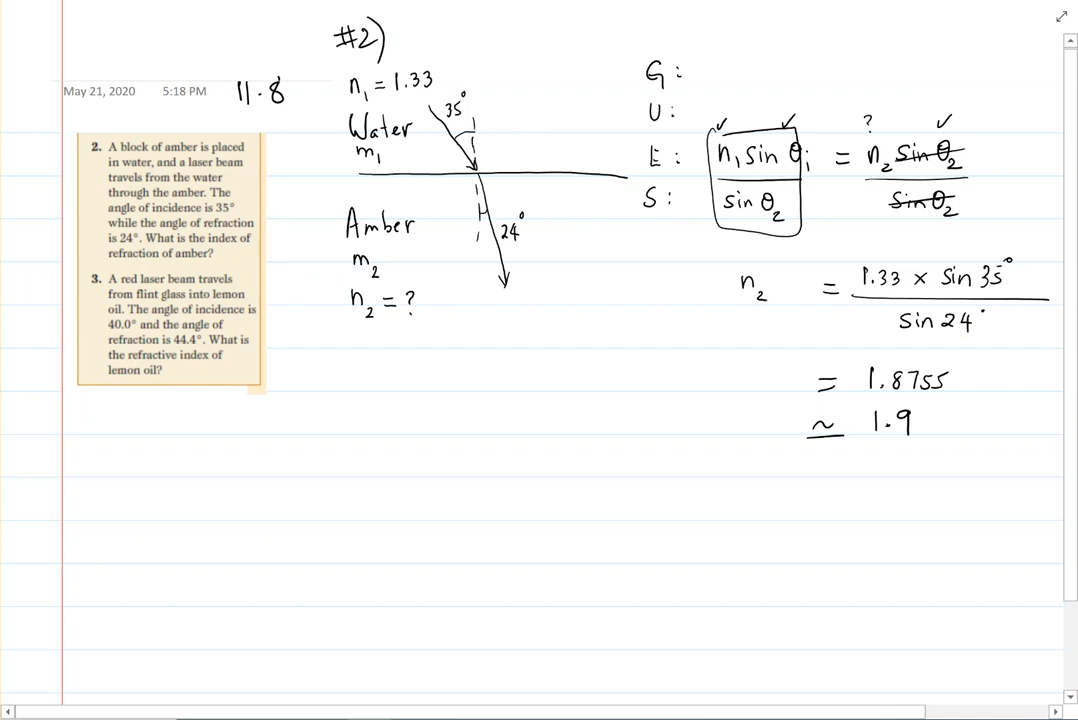 #2)
May 21, 2020 5:18 PM
11.8
2. A block of amber is placed
in water, and a laser beam
travels from the water
through the amber. The
angle of incidence is 35°
while the angle of refraction
is 24°. What is the index of
refraction of amber?
3. A red laser beam travels
from flint glass into lemon
oil. The angle of incidence is
40.0° and the angle of
refraction is 44.4°. What is
the refractive index of
lemon oil?
n₁ = 1.33
35°
Water
m₁
Amber
24°
m₂
n₂ = ?
G :
U :
✓ ✓ ? ✓
E : n₁ sin θᵢ = n₂ sin θ₂
S : sin θ₂ sin θ₂
n₂ = 1.33 × sin 35°
sin 24°
= 1.8755
≃ 1.9